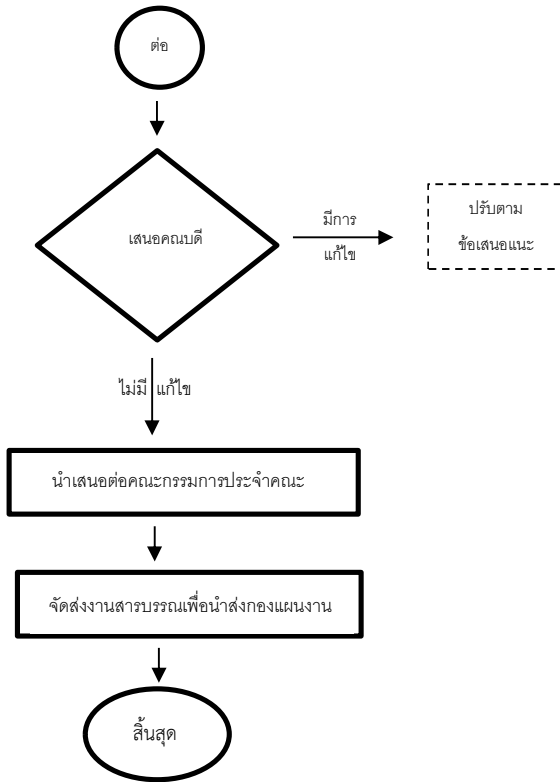 ต่อ
เสนอคณบดี
มีการ
แก้ไข
ปรับตาม
ข้อเสนอแนะ
ไม่มี แก้ไข
นำเสนอต่อคณะกรรมการประจำคณะ
จัดส่งงานสารบรรณเพื่อนำส่งกองแผนงาน
สิ้นสุด